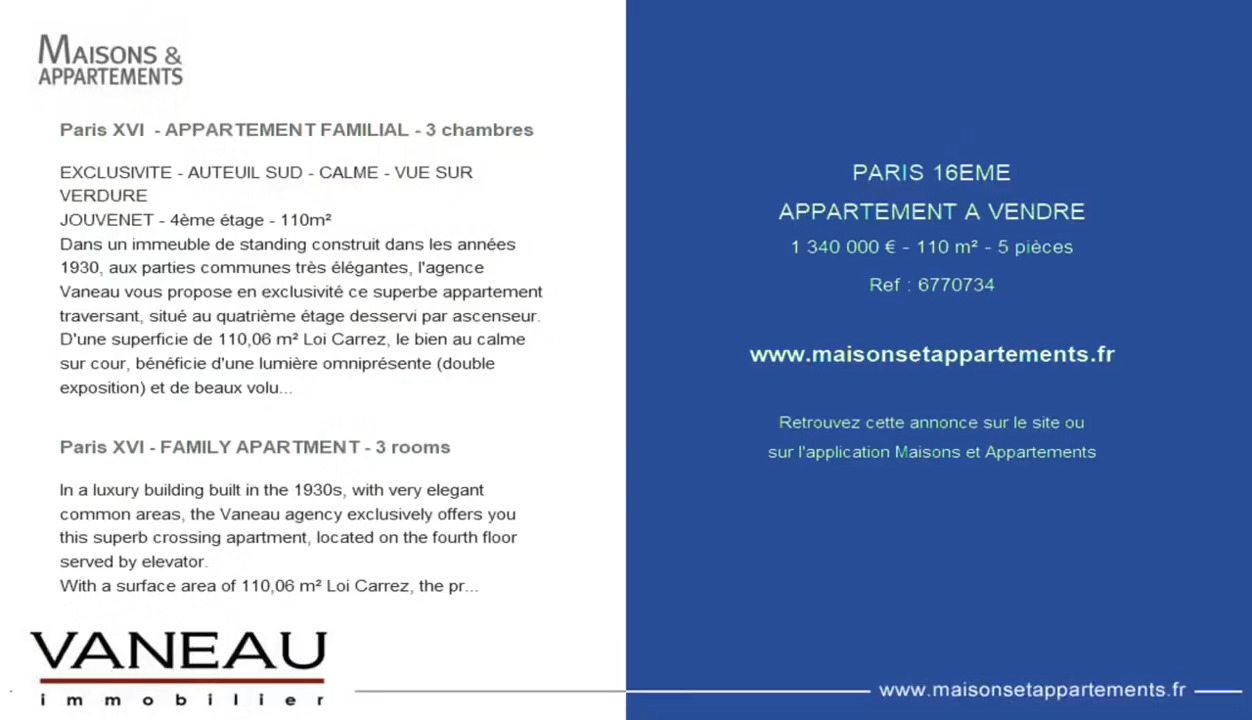 MAISONS &
APPARTEMENTS
Paris XVI - APPARTEMENT FAMILIAL - 3 chambres
EXCLUSIVITE - AUTEUIL SUD - CALME - VUE SUR
VERDURE
JOUVENET - 4ème étage - 110m²
Dans un immeuble de standing construit dans les années
1930, aux parties communes très élégantes, l'agence
Vaneau vous propose en exclusivité ce superbe appartement
traversant, situé au quatrième étage desservi par ascenseur.
D'une superficie de 110,06 m² Loi Carrez, le bien au calme
sur cour, bénéficie d'une lumière omniprésente (double
exposition) et de beaux volu...
Paris XVI - FAMILY APARTMENT - 3 rooms
In a luxury building built in the 1930s, with very elegant
common areas, the Vaneau agency exclusively offers you
this superb crossing apartment, located on the fourth floor
served by elevator.
With a surface area of 110,06 m² Loi Carrez, the pr...
VANEAU
immobilier
PARIS 16EME
APPARTEMENT A VENDRE
1 340 000 € - 110 m² - 5 pièces
Ref : 6770734
www.maisonsetappartements.fr
Retrouvez cette annonce sur le site ou
sur l'application Maisons et Appartements
www.maisonsetappartements.fr